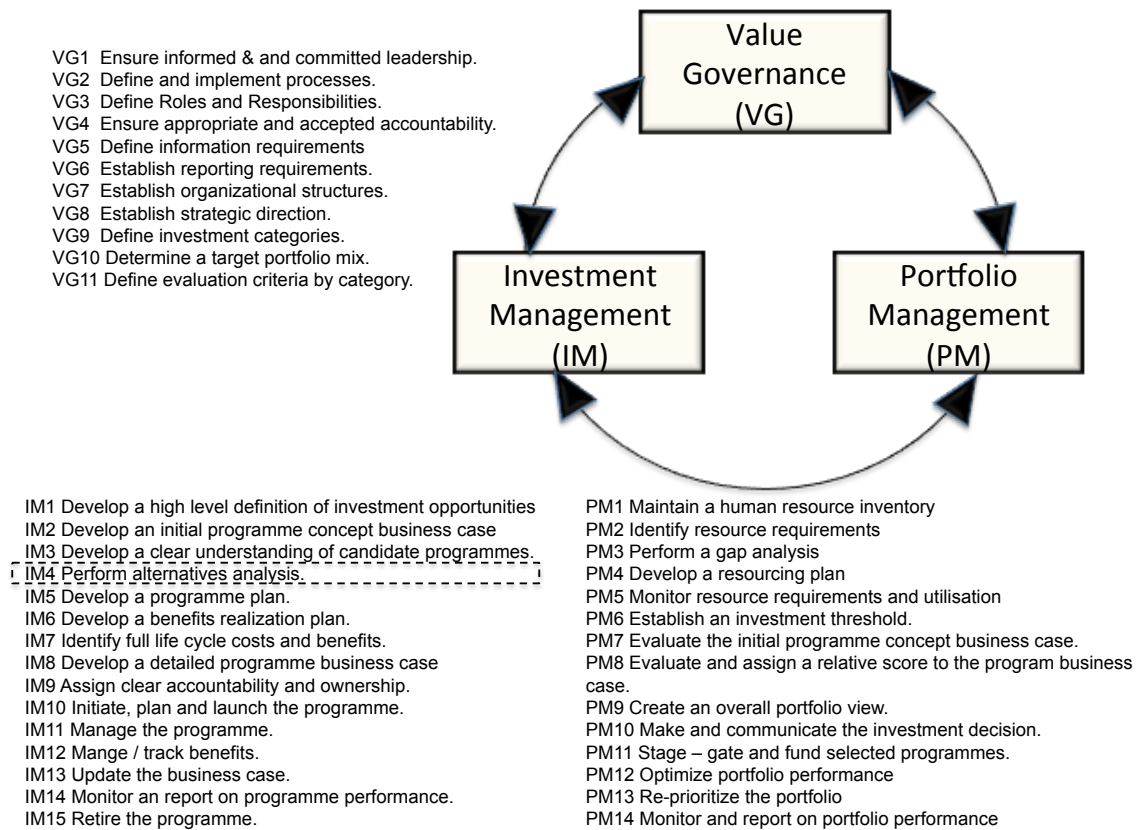 VG1 Ensure informed & and committed leadership.
VG2 Define and implement processes.
VG3 Define Roles and Responsibilities.
VG4 Ensure appropriate and accepted accountability.
VG5 Define information requirements
VG6 Establish reporting requirements.
VG7 Establish organizational structures.
VG8 Establish strategic direction.
VG9 Define investment categories.
VG10 Determine a target portfolio mix.
VG11 Define evaluation criteria by category.
Value
Governance
(VG)
Investment
Management
(IM)
Portfolio
Management
(PM)
IM1 Develop a high level definition of investment opportunities
IM2 Develop an initial programme concept business case
IM3 Develop a clear understanding of candidate programmes.
IM4 Perform alternatives analysis.
IM5 Develop a programme plan.
IM6 Develop a benefits realization plan.
IM7 Identify full life cycle costs and benefits.
IM8 Develop a detailed programme business case
IM9 Assign clear accountability and ownership.
IM10 Initiate, plan and launch the programme.
IM11 Manage the programme.
IM12 Mange / track benefits.
IM13 Update the business case.
IM14 Monitor an report on programme performance.
IM15 Retire the programme.
PM1 Maintain a human resource inventory
PM2 Identify resource requirements
PM3 Perform a gap analysis
PM4 Develop a resourcing plan
PM5 Monitor resource requirements and utilisation
PM6 Establish an investment threshold.
PM7 Evaluate the initial programme concept business case.
PM8 Evaluate and assign a relative score to the program business
case.
PM9 Create an overall portfolio view.
PM10 Make and communicate the investment decision.
PM11 Stage – gate and fund selected programmes.
PM12 Optimize portfolio performance
PM13 Re-prioritize the portfolio
PM14 Monitor and report on portfolio performance